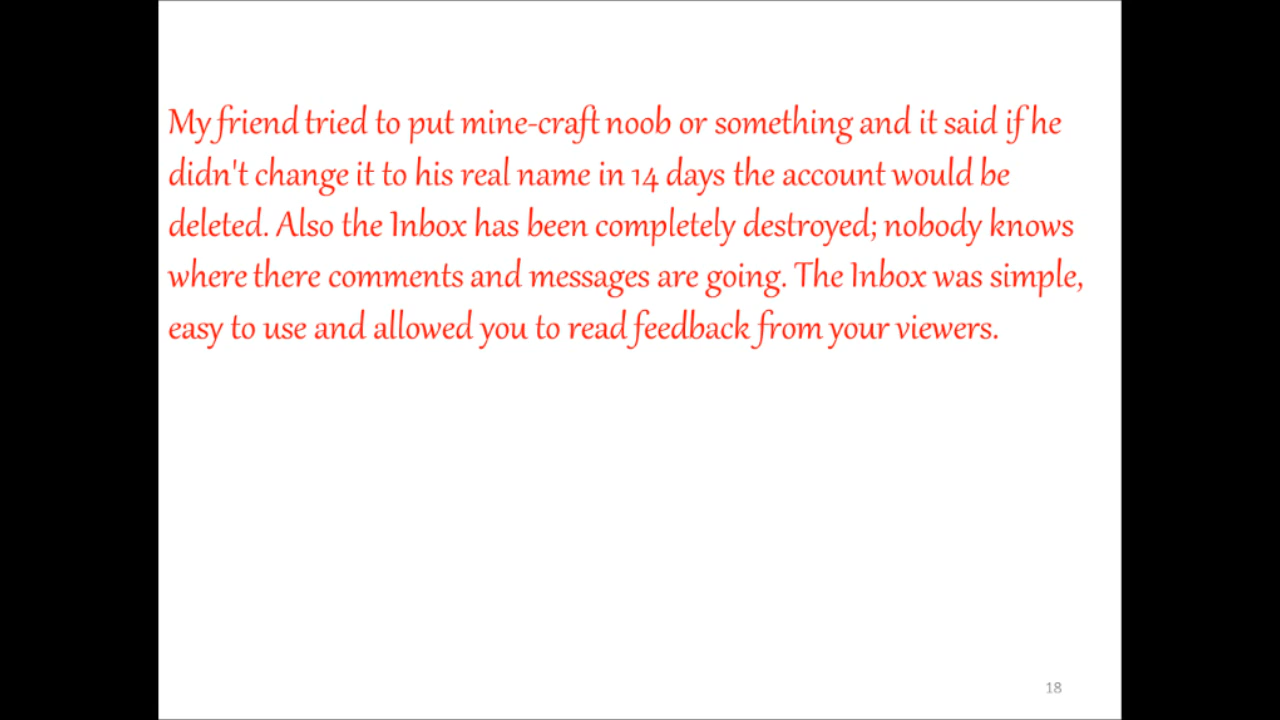 My friend tried to put mine-craft noob or something and it said if he
didn't change it to his real name in 14 days the account would be
deleted. Also the Inbox has been completely destroyed; nobody knows
where there comments and messages are going. The Inbox was simple,
easy to use and allowed you to read feedback from your viewers.
18